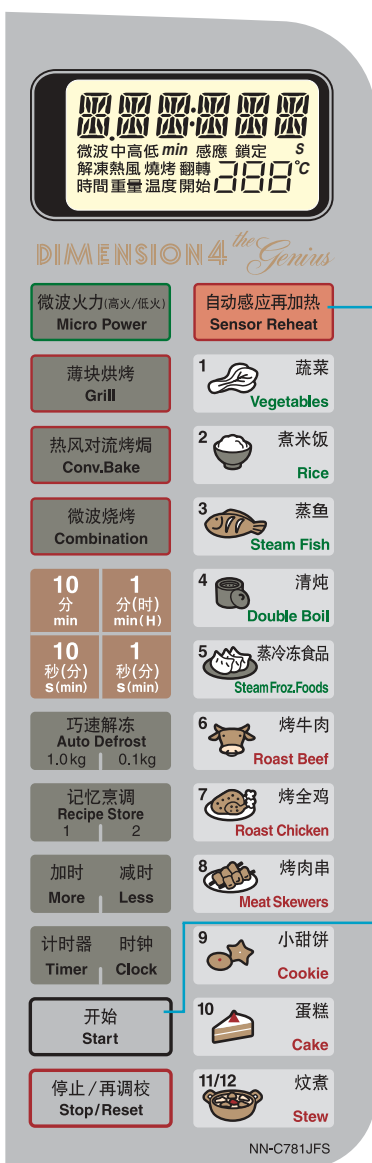 微波中高低 min 感應 鎖定 S
解凍熱風燒烤 翻轉 °C
時間重量温度開始
DIMENSION 4 the Genius
微波火力(高火/低火)
Micro Power
薄块烘烤
Grill
热风对流烤焗
Conv.Bake
微波烧烤
Combination
10 1
分 分(时)
min min(H)
10 1
秒(分) 秒(分)
s(min) s(min)
巧速解冻
Auto Defrost
1.0kg 0.1kg
记忆烹调
Recipe Store
1 2
加时 减时
More Less
计时器 时钟
Timer Clock
开始
Start
停止/再调校
Stop/Reset
自动感应再加热
Sensor Reheat
1 蔬菜
Vegetables
2 煮米饭
Rice
3 蒸鱼
Steam Fish
4 清炖
Double Boil
5 蒸冷冻食品
Steam Froz.Foods
6 烤牛肉
Roast Beef
7 烤全鸡
Roast Chicken
8 烤肉串
Meat Skewers
9 小甜饼
Cookie
10 蛋糕
Cake
11/12 炆煮
Stew
NN-C781JFS